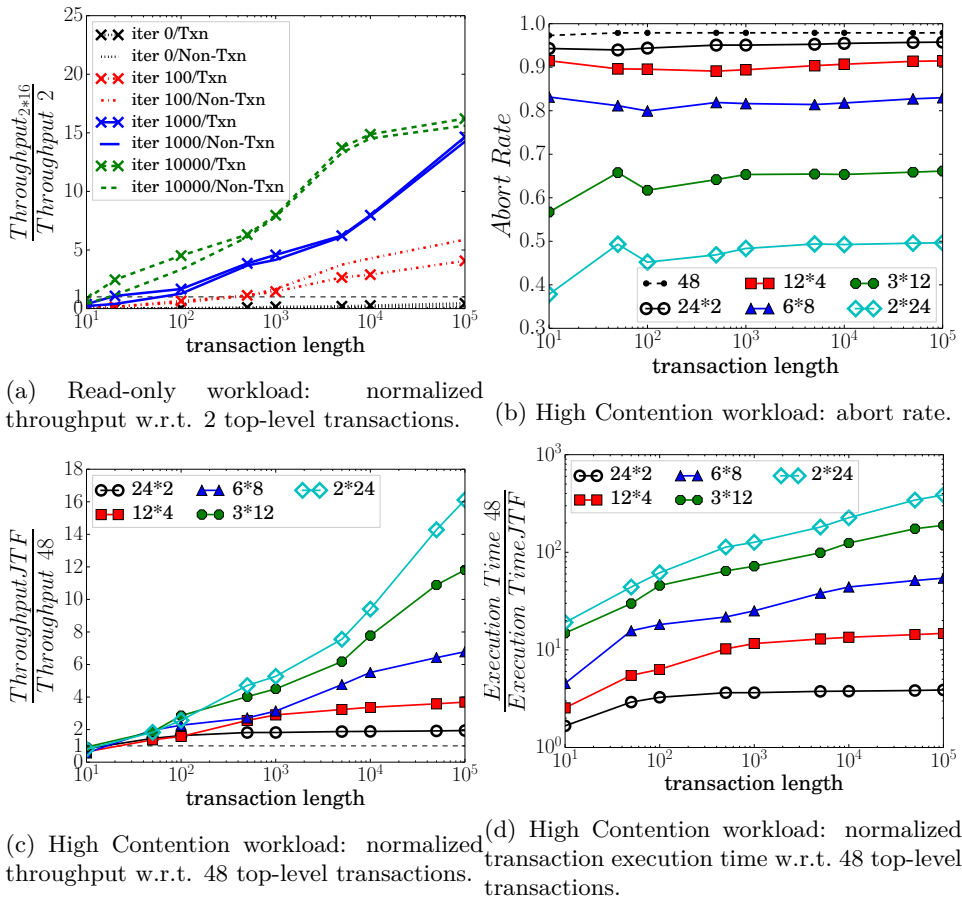 25
20
15
10
5
1
0
10^1
10^2
10^3
10^4
10^5
Throughput_{2*16}
Throughput 2
iter 0/Txn
iter 0/Non-Txn
iter 100/Txn
iter 100/Non-Txn
iter 1000/Txn
iter 1000/Non-Txn
iter 10000/Txn
iter 10000/Non-Txn
transaction length
(a) Read-only workload: normalized
throughput w.r.t. 2 top-level transactions.
1.0
0.9
0.8
0.7
0.6
0.5
0.4
0.3
Abort Rate
48
24*2
12*4
6*8
3*12
2*24
10^1
10^2
10^3
10^4
10^5
transaction length
(b) High Contention workload: abort rate.
18
16
14
12
10
8
6
4
2
1
0
ThroughputJTF
Throughput 48
24*2
12*4
6*8
3*12
2*24
10^1
10^2
10^3
10^4
10^5
transaction length
(c) High Contention workload: normalized
throughput w.r.t. 48 top-level transactions.
10^3
10^2
10^1
10^0
Execution Time 48
Execution TimeJTF
24*2
12*4
6*8
3*12
2*24
10^1
10^2
10^3
10^4
10^5
transaction length
(d) High Contention workload: normalized
transaction execution time w.r.t. 48 top-level
transactions.